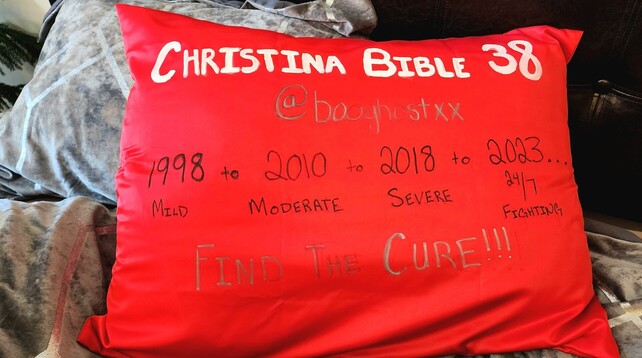 CHRISTINA BIBLE 38
@booghostxx
1998 to 2010 to 2018 to 2023...
MILD MODERATE SEVERE 24/7 FIGHTING
FIND THE CURE!!!